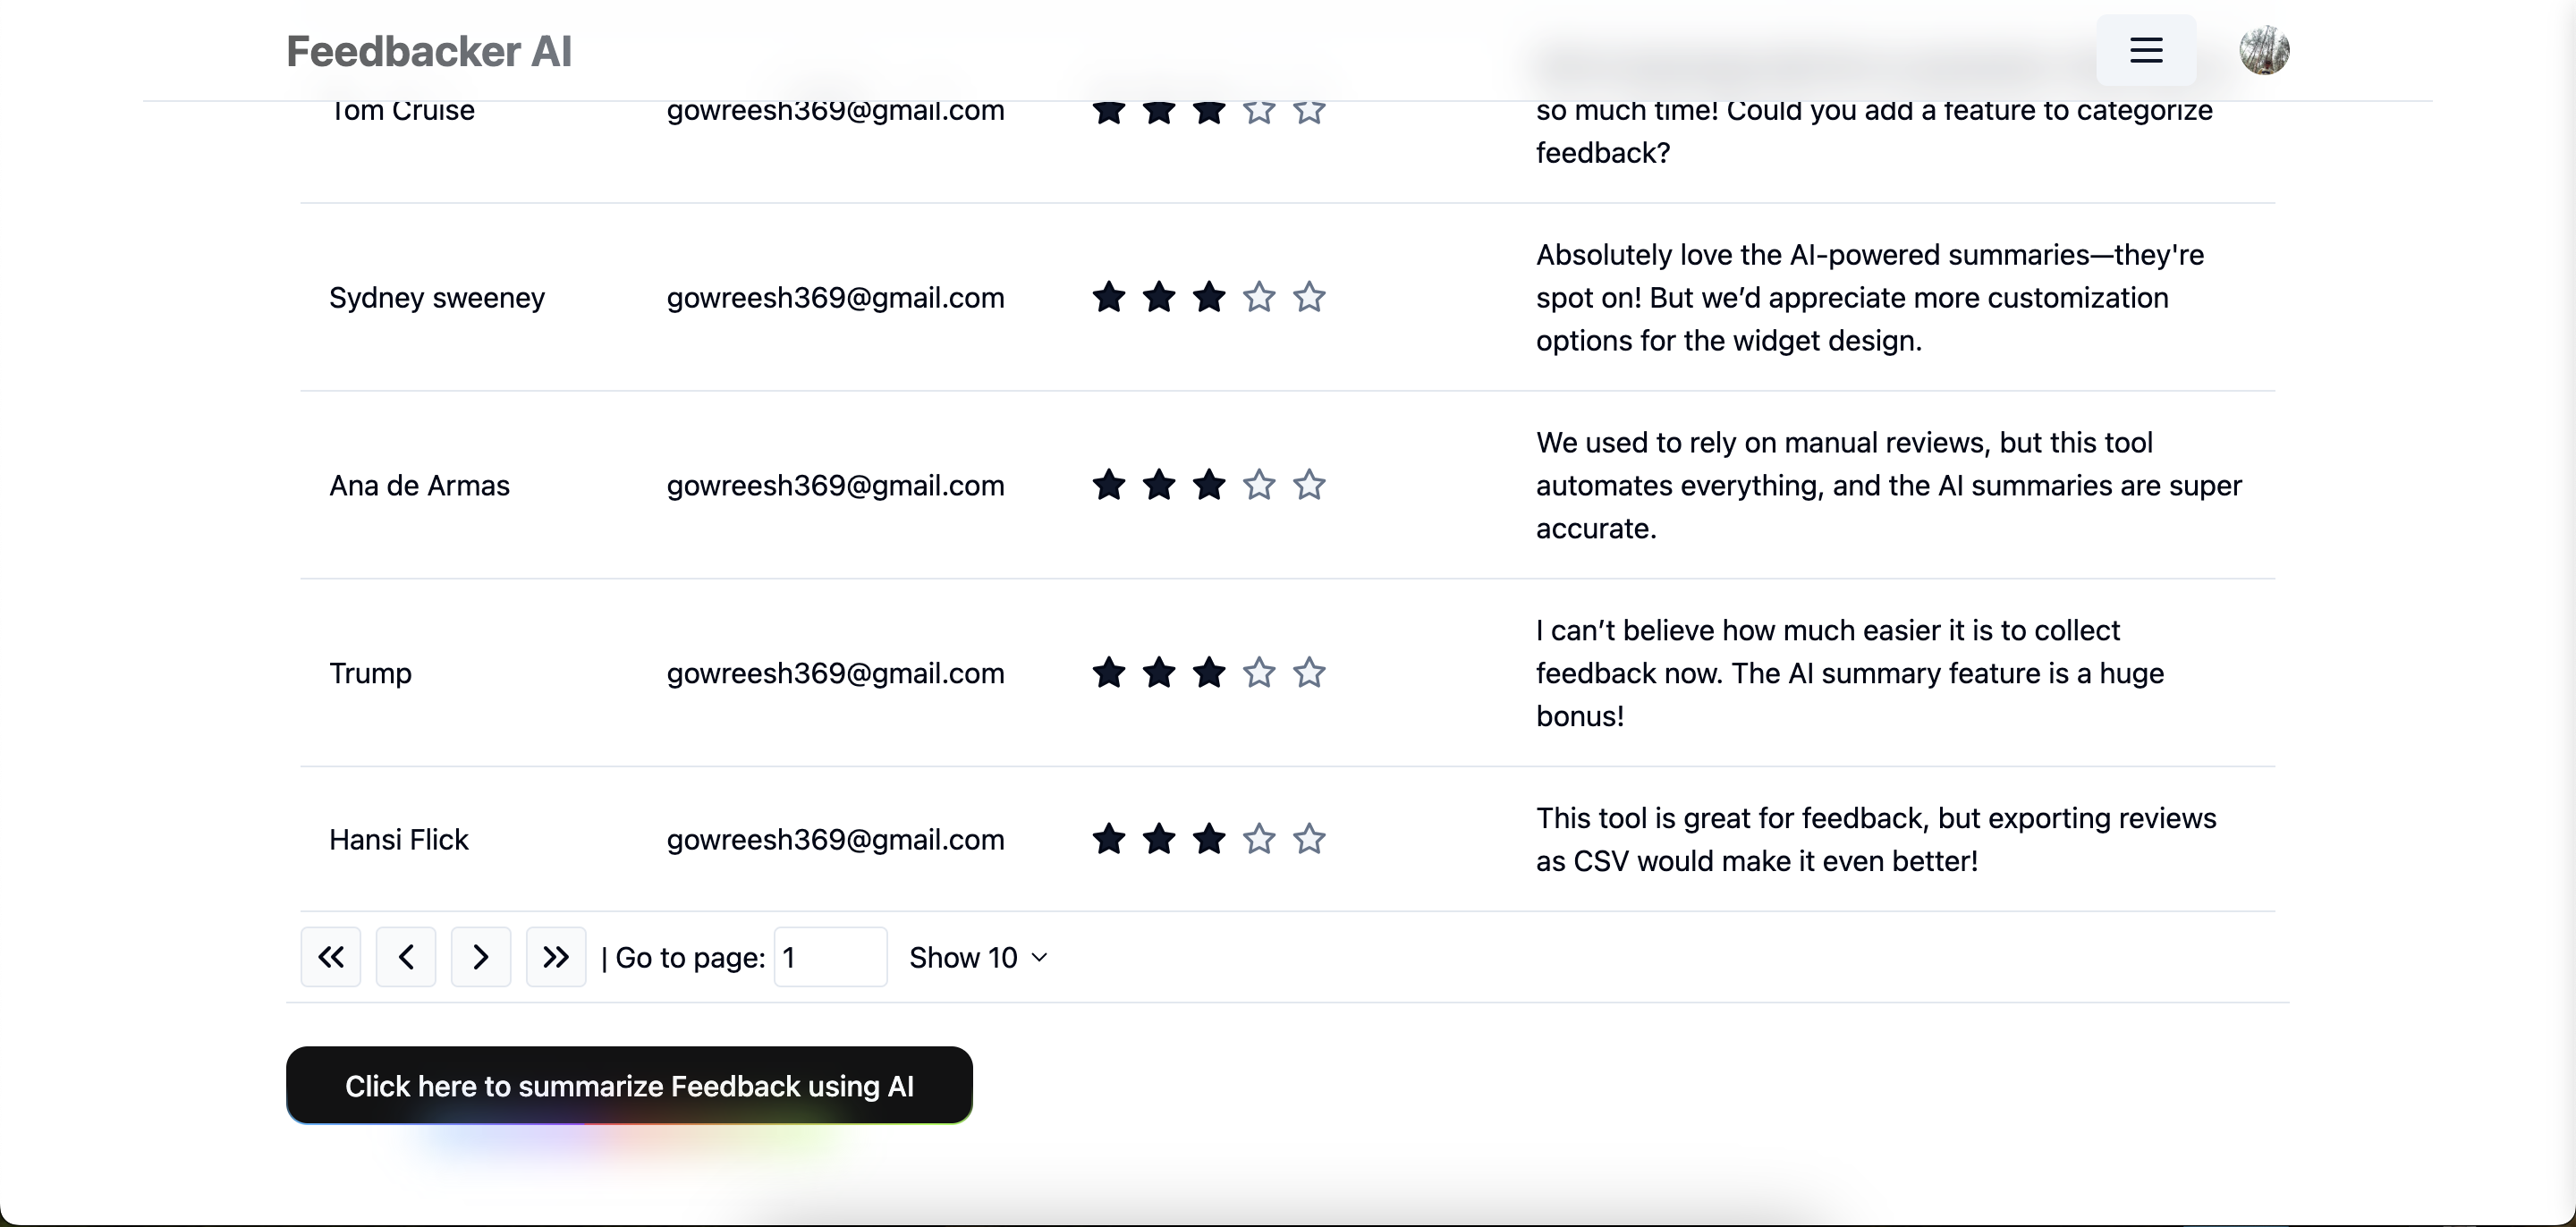 Feedbacker AI
Tom Cruise
gowreesh369@gmail.com
so much time! Could you add a feature to categorize
feedback?
Sydney sweeney
gowreesh369@gmail.com
Absolutely love the AI-powered summaries—they're
spot on! But we’d appreciate more customization
options for the widget design.
Ana de Armas
gowreesh369@gmail.com
We used to rely on manual reviews, but this tool
automates everything, and the AI summaries are super
accurate.
Trump
gowreesh369@gmail.com
I can’t believe how much easier it is to collect
feedback now. The AI summary feature is a huge
bonus!
Hansi Flick
gowreesh369@gmail.com
This tool is great for feedback, but exporting reviews
as CSV would make it even better!
| Go to page: 1 Show 10
Click here to summarize Feedback using AI